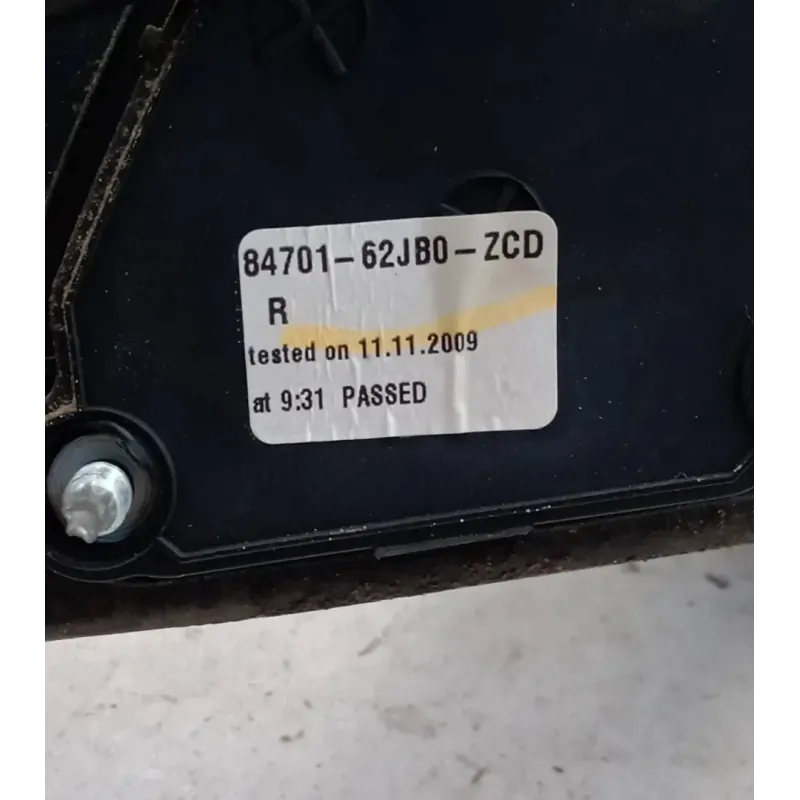 84701-62JB0-ZCD
R
tested on 11.11.2009
at 9:31 PASSED